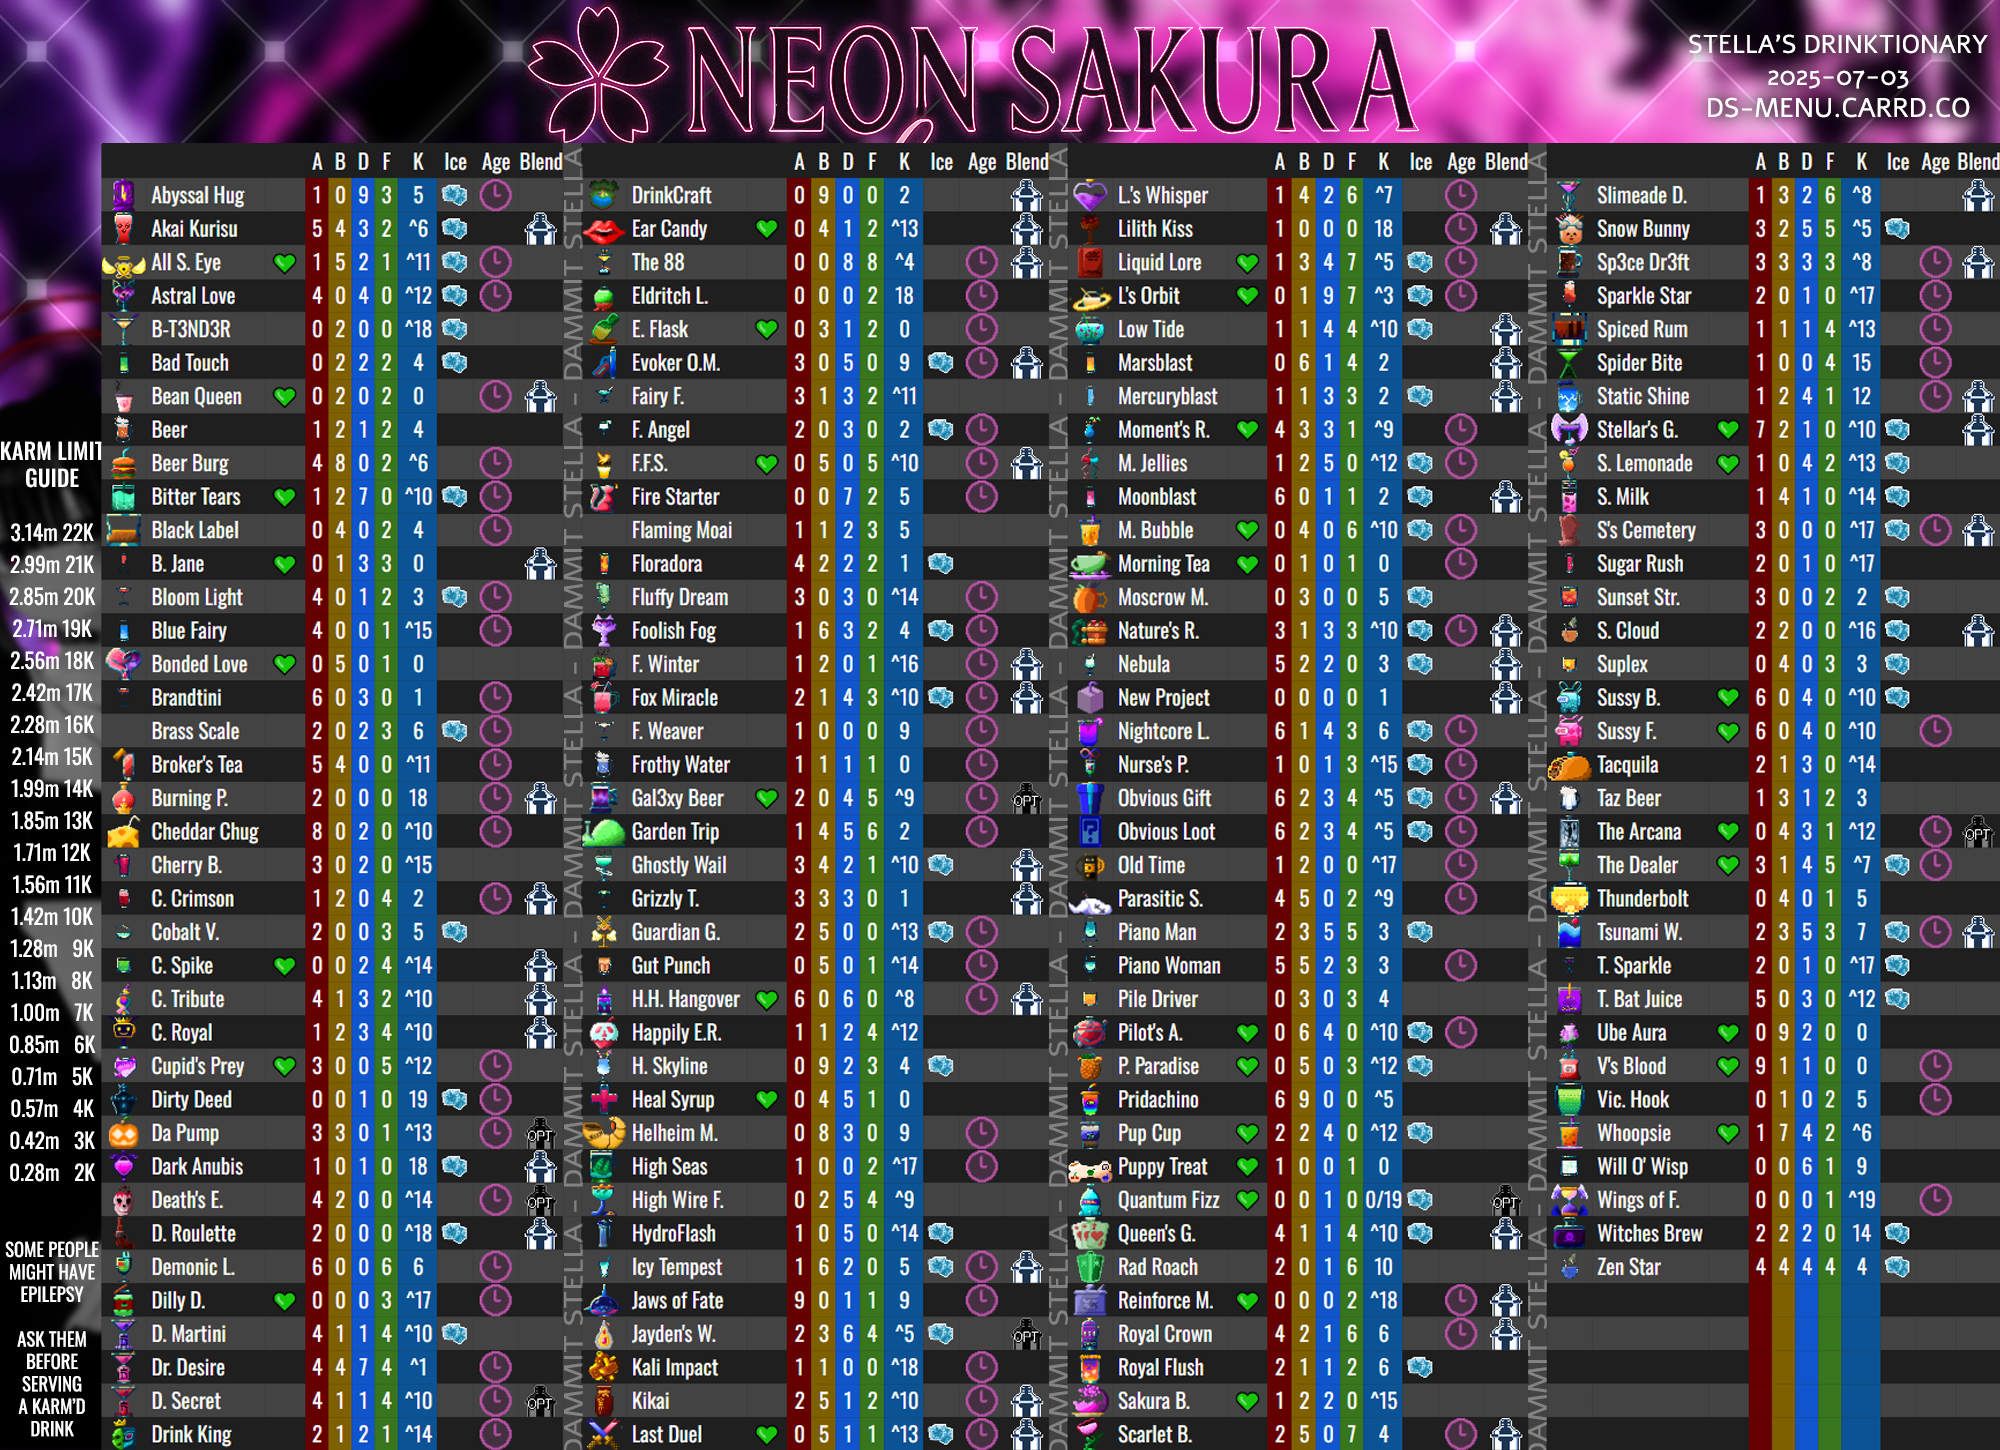 NEON SAKURA
STELLA'S DRINKTIONARY
2025-07-03
DS-MENU.CARRD.CO
A B D F K Ice Age Blend
Abyssal Hug 1 0 9 3 5
Akai Kurisu 5 4 3 2 ^6
All S. Eye 1 5 2 1 ^11
Astral Love 4 0 4 0 ^12
B-T3ND3R 0 2 0 0 ^18
Bad Touch 0 2 2 2 4
Bean Queen 0 2 0 2 0
Beer 1 2 1 2 4
Beer Burg 4 8 0 2 ^6
Bitter Tears 1 2 7 0 ^10
Black Label 0 4 0 2 4
B. Jane 0 1 3 3 0
Bloom Light 4 0 1 2 3
Blue Fairy 4 0 0 1 ^15
Bonded Love 0 5 0 1 0
Brandtini 6 0 3 0 1
Brass Scale 2 0 2 3 6
Broker's Tea 5 4 0 0 ^11
Burning P. 2 0 0 0 18
Cheddar Chug 8 0 2 0 ^10
Cherry B. 3 0 2 0 ^15
C. Crimson 1 2 0 4 2
Cobalt V. 2 0 0 3 5
C. Spike 0 0 2 4 ^14
C. Tribute 4 1 3 2 ^10
C. Royal 1 2 3 4 ^10
Cupid's Prey 3 0 0 5 ^12
Dirty Deed 0 0 1 0 19
Da Pump 3 3 0 1 ^13 OPT
Dark Anubis 1 0 1 0 18
Death's E. 4 2 0 0 ^14 OPT
D. Roulette 2 0 0 0 ^18
Demonic L. 6 0 0 6 6
Dilly D. 0 0 0 3 ^17
D. Martini 4 1 1 4 ^10
Dr. Desire 4 4 7 4 ^1
D. Secret 4 1 1 4 ^10 OPT
Drink King 2 1 2 1 ^14
A B D F K Ice Age Blend
DrinkCraft 0 9 0 0 2
Ear Candy 0 4 1 2 ^13
The 88 0 0 8 8 ^4
Eldritch L. 0 0 0 2 18
E. Flask 0 3 1 2 0
Evoker O.M. 3 0 5 0 9
Fairy F. 3 1 3 2 ^11
F. Angel 2 0 3 0 2
F.F.S. 0 5 0 5 ^10
Fire Starter 0 0 7 2 5
Flaming Moai 1 1 2 3 5
Floradora 4 2 2 2 1
Fluffy Dream 3 0 3 0 ^14
Foolish Fog 1 6 3 2 4
F. Winter 1 2 0 1 ^16
Fox Miracle 2 1 4 3 ^10
F. Weaver 1 0 0 0 9
Frothy Water 1 1 1 1 0
Gal3xy Beer 2 0 4 5 ^9 OPT
Garden Trip 1 4 5 6 2
Ghostly Wail 3 4 2 1 ^10
Grizzly T. 3 3 3 0 1
Guardian G. 2 5 0 0 ^13
Gut Punch 0 5 0 1 ^14
H.H. Hangover 6 0 6 0 ^8
Happily E.R. 1 1 2 4 ^12
H. Skyline 0 9 2 3 4
Heal Syrup 0 4 5 1 0
Helheim M. 0 8 3 0 9
High Seas 1 0 0 2 ^17
High Wire F. 0 2 5 4 ^9
HydroFlash 1 0 5 0 ^14
Icy Tempest 1 6 2 0 5
Jaws of Fate 9 0 1 1 9
Jayden's W. 2 3 6 4 ^5 OPT
Kali Impact 1 1 0 0 ^18
Kikai 2 5 1 2 ^10
Last Duel 0 5 1 1 ^13
A B D F K Ice Age Blend
L.'s Whisper 1 4 2 6 ^7
Lilith Kiss 1 0 0 0 18
Liquid Lore 1 3 4 7 ^5
L's Orbit 0 1 9 7 ^3
Low Tide 1 1 4 4 ^10
Marsblast 0 6 1 4 2
Mercuryblast 1 1 3 3 2
Moment's R. 4 3 3 1 ^9
M. Jellies 1 2 5 0 ^12
Moonblast 6 0 1 1 2
M. Bubble 0 4 0 6 ^10
Morning Tea 0 1 0 1 0
Moscrow M. 0 3 0 0 5
Nature's R. 3 1 3 3 ^10
Nebula 5 2 2 0 3
New Project 0 0 0 0 1
Nightcore L. 6 1 4 3 6
Nurse's P. 1 0 1 3 ^15
Obvious Gift 6 2 3 4 ^5
Obvious Loot 6 2 3 4 ^5
Old Time 1 2 0 0 ^17
Parasitic S. 4 5 0 2 ^9
Piano Man 2 3 5 5 3
Piano Woman 5 5 2 3 3
Pile Driver 0 3 0 3 4
Pilot's A. 0 6 4 0 ^10
P. Paradise 0 5 0 3 ^12
Pridachino 6 9 0 0 ^5
Pup Cup 2 2 4 0 ^12
Puppy Treat 1 0 0 1 0
Quantum Fizz 0 0 1 0 0/19 OPT
Queen's G. 4 1 1 4 ^10
Rad Roach 2 0 1 6 10
Reinforce M. 0 0 0 2 ^18
Royal Crown 4 2 1 6 6
Royal Flush 2 1 1 2 6
Sakura B. 1 2 2 0 ^15
Scarlet B. 2 5 0 7 4
A B D F K Ice Age Blend
Slimeade D. 1 3 2 6 ^8
Snow Bunny 3 2 5 5 ^5
Sp3ce Dr3ft 3 3 3 3 ^8
Sparkle Star 2 0 1 0 ^17
Spiced Rum 1 1 1 4 ^13
Spider Bite 1 0 0 4 15
Static Shine 1 2 4 1 12
Stellar's G. 7 2 1 0 ^10
S. Lemonade 1 0 4 2 ^13
S. Milk 1 4 1 0 ^14
S's Cemetery 3 0 0 0 ^17
Sugar Rush 2 0 1 0 ^17
Sunset Str. 3 0 0 2 2
S. Cloud 2 2 0 0 ^16
Suplex 0 4 0 3 3
Sussy B. 6 0 4 0 ^10
Sussy F. 6 0 4 0 ^10
Tacquila 2 1 3 0 ^14
Taz Beer 1 3 1 2 3
The Arcana 0 4 3 1 ^12 OPT
The Dealer 3 1 4 5 ^7
Thunderbolt 0 4 0 1 5
Tsunami W. 2 3 5 3 7
T. Sparkle 2 0 1 0 ^17
T. Bat Juice 5 0 3 0 ^12
Ube Aura 0 9 2 0 0
V's Blood 9 1 1 0 0
Vic. Hook 0 1 0 2 5
Whoopsie 1 7 4 2 ^6
Will O' Wisp 0 0 6 1 9
Wings of F. 0 0 0 1 ^19
Witches Brew 2 2 2 0 14
Zen Star 4 4 4 4 4
KARM LIMIT
GUIDE
3.14m 22K
2.99m 21K
2.85m 20K
2.71m 19K
2.56m 18K
2.42m 17K
2.28m 16K
2.14m 15K
1.99m 14K
1.85m 13K
1.71m 12K
1.56m 11K
1.42m 10K
1.28m 9K
1.13m 8K
1.00m 7K
0.85m 6K
0.71m 5K
0.57m 4K
0.42m 3K
0.28m 2K
SOME PEOPLE
MIGHT HAVE
EPILEPSY
ASK THEM
BEFORE
SERVING
A KARM'D
DRINK
DAMMIT STELLA - DAMMIT STELLA - DAMMIT STELLA - DAMMIT STELLA
DAMMIT STELLA - DAMMIT STELLA - DAMMIT STELLA - DAMMIT STELLA
DAMMIT STELLA - DAMMIT STELLA - DAMMIT STELLA - DAMMIT STELLA